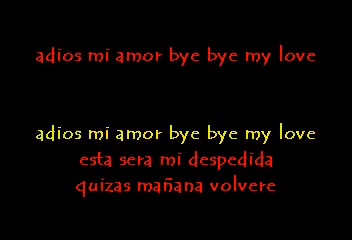 adios mi amor bye bye my love
adios mi amor bye bye my love
esta sera mi despedida
quizas mañana volvere